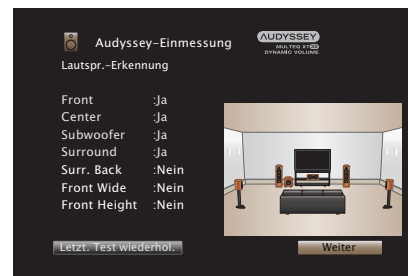 Audyssey-Einmessung
AUDYSSEY
MULTEQ XT32
DYNAMIC VOLUME
Lautspr.-Erkennung
Front :Ja
Center :Ja
Subwoofer :Ja
Surround :Ja
Surr. Back :Nein
Front Wide :Nein
Front Height :Nein
Letzt. Test wiederhol.
Weiter